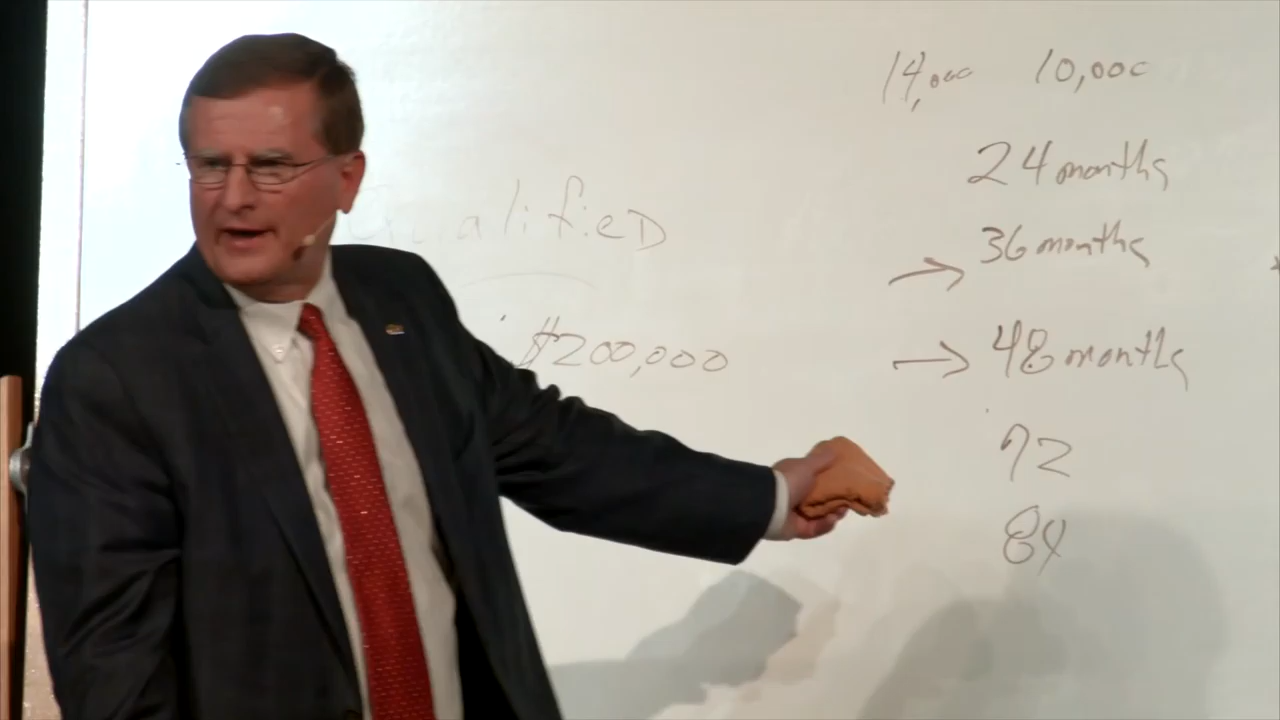 14,000 10,000
24 months
Qualified
36 months
→
$200,000
→ 48 months
72
84